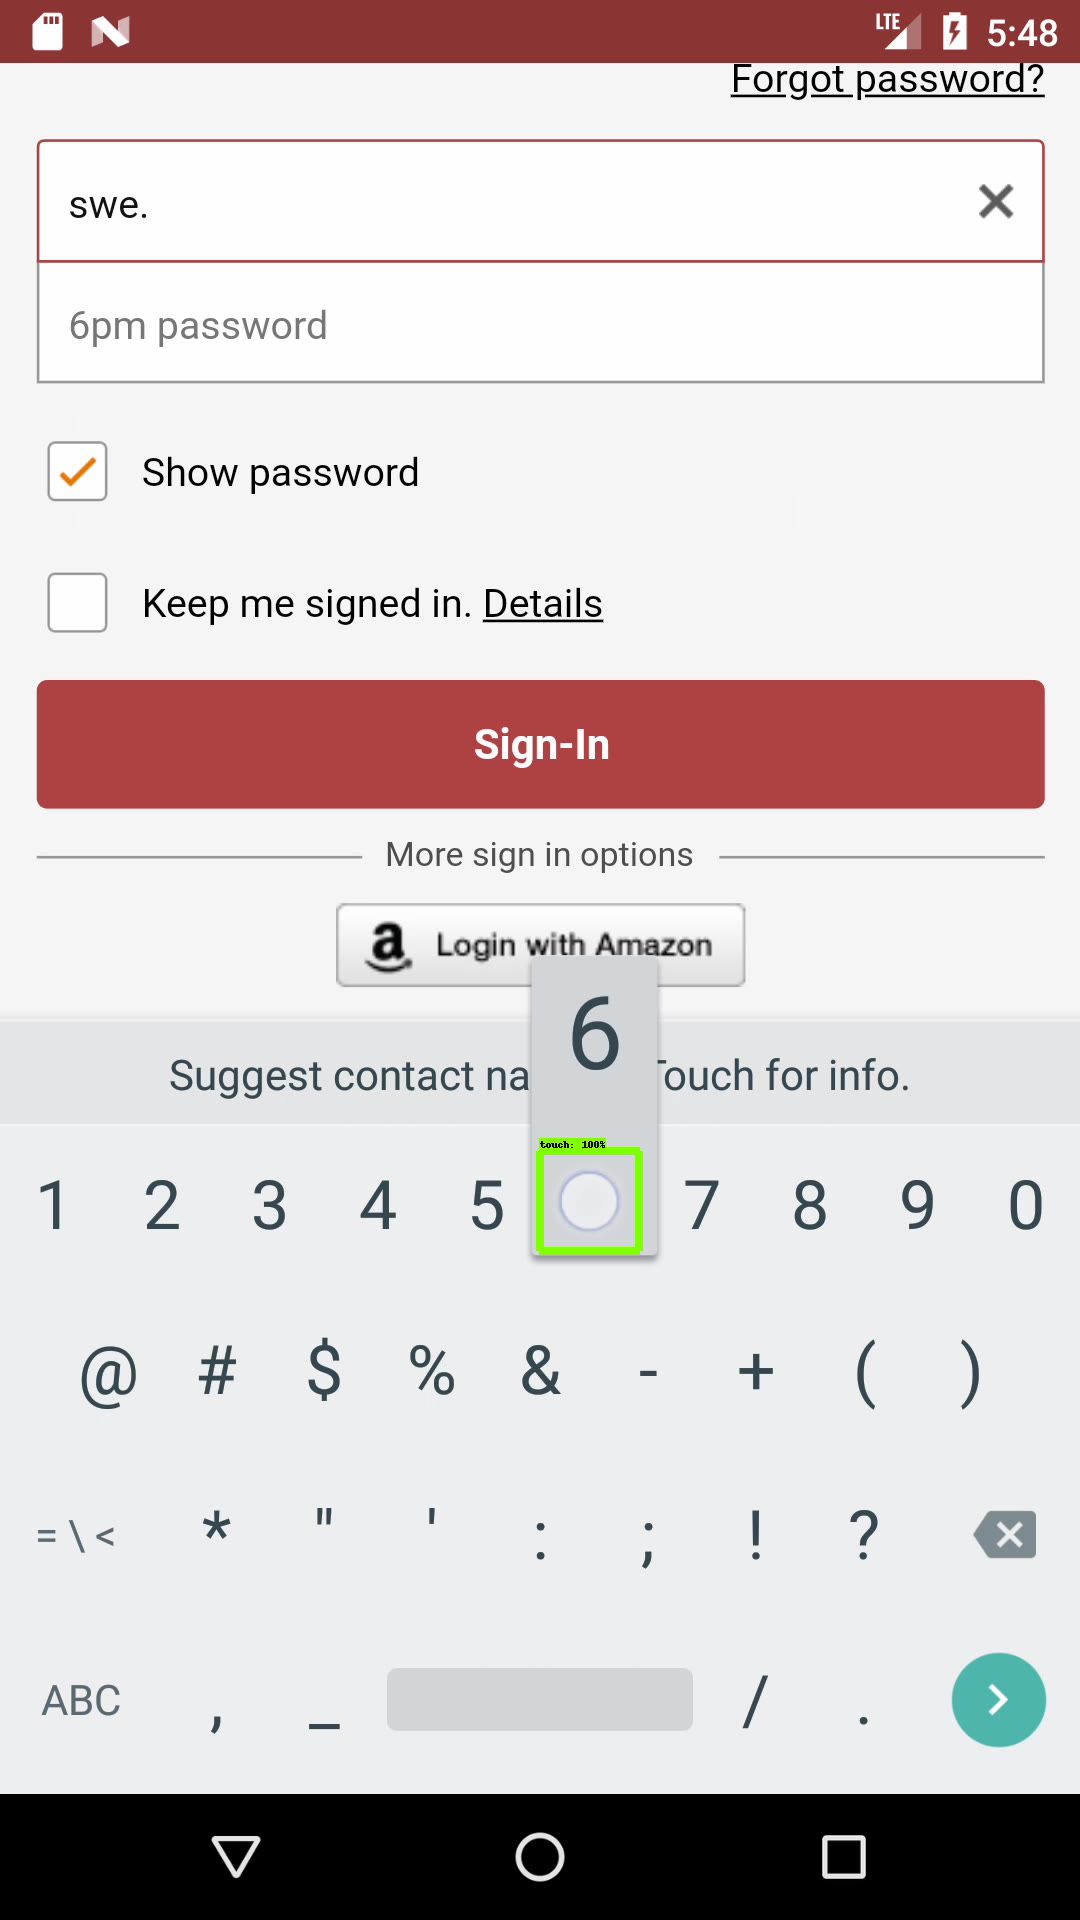 LTE 5:48
Forgot password?
swe.
6pm password
Show password
Keep me signed in. Details
Sign-In
More sign in options
a Login with Amazon
6
Suggest contact na Touch for info.
touch: 100%
1 2 3 4 5 7 8 9 0
@ # $ % & - + ( )
= \ < * " ' : ; ! ?
ABC , _ / .